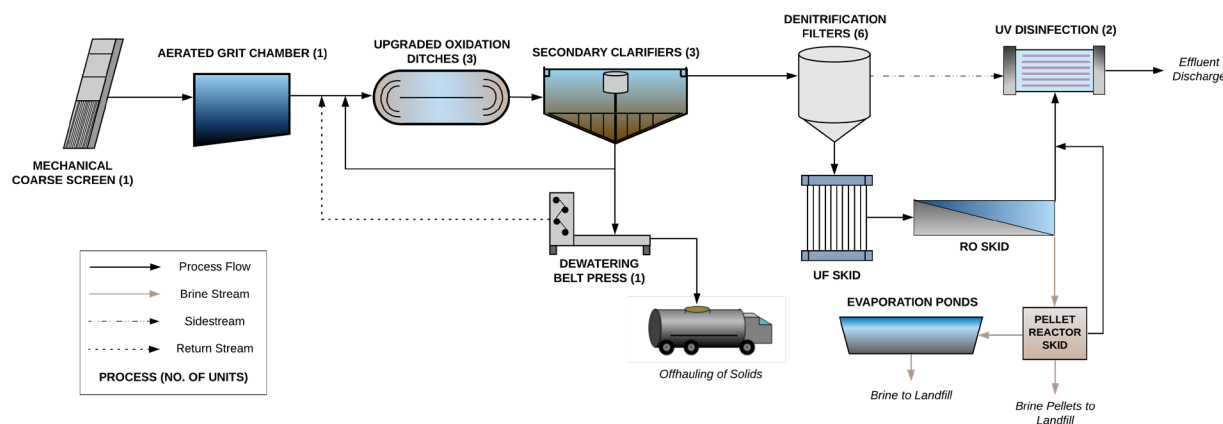 MECHANICAL
COARSE SCREEN (1)
AERATED GRIT CHAMBER (1)
UPGRADED OXIDATION
DITCHES (3)
SECONDARY CLARIFIERS (3)
DENITRIFICATION
FILTERS (6)
UV DISINFECTION (2)
Effluent
Discharge
DEWATERING
BELT PRESS (1)
Offhauling of Solids
UF SKID
RO SKID
EVAPORATION PONDS
PELLET
REACTOR
SKID
Brine to Landfill
Brine Pellets to
Landfill
Process Flow
Brine Stream
Sidestream
Return Stream
PROCESS (NO. OF UNITS)